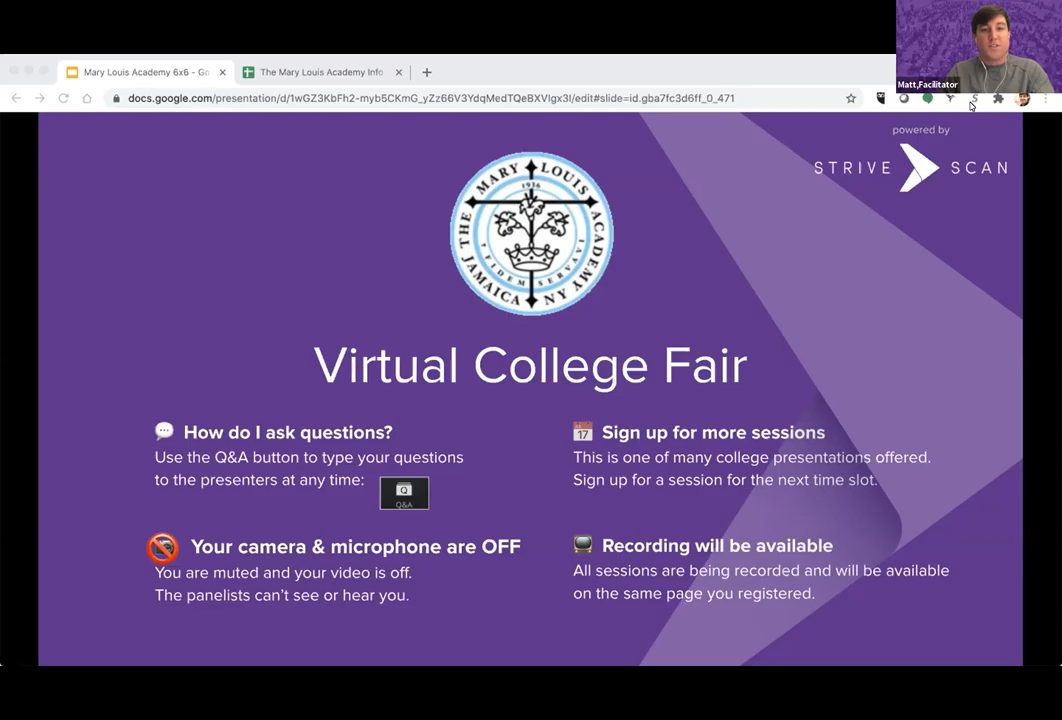 Matt,Facilitator
Mary Louis Academy 6x6 - Go
The Mary Louis Academy Info
docs.google.com/presentation/d/1wGZ3KbFh2-myb5CKmG_yZz66V3YdqMedTQeBXVIgx3I/edit#slide=id.gba7fc3d6ff_0_471
powered by
STRIVE SCAN
THE MARY LOUIS ACADEMY
1936
FIDEM SERVAVI
JAMAICA NY
Virtual College Fair
How do I ask questions?
Use the Q&A button to type your questions
to the presenters at any time:
Q
Q&A
17 Sign up for more sessions
This is one of many college presentations offered.
Sign up for a session for the next time slot.
Your camera & microphone are OFF
You are muted and your video is off.
The panelists can't see or hear you.
Recording will be available
All sessions are being recorded and will be available
on the same page you registered.